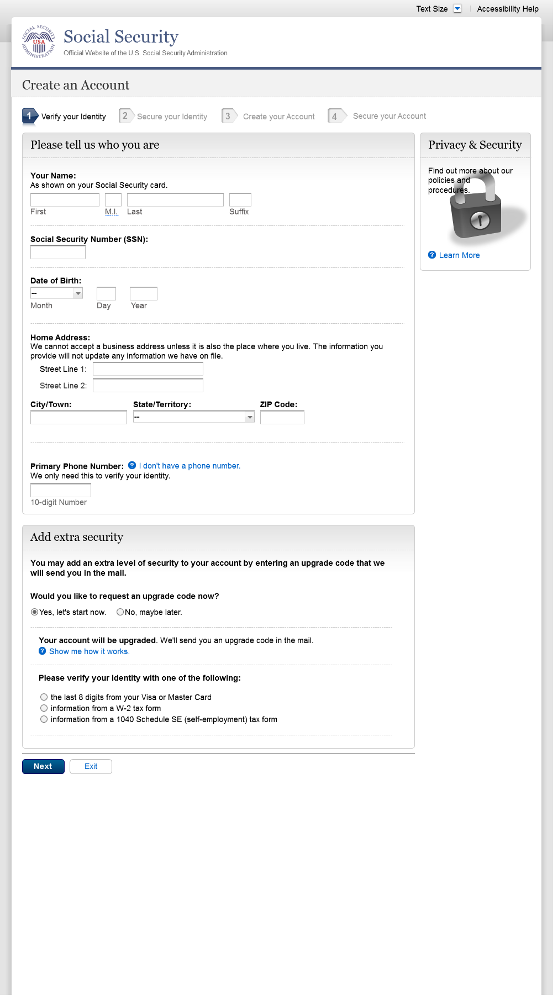 Text Size
Accessibility Help
SOCIAL SECURITY ADMINISTRATION
USA
Social Security
Official Website of the U.S. Social Security Administration
Create an Account
1 Verify your Identity
2 Secure your Identity
3 Create your Account
4 Secure your Account
Please tell us who you are
Your Name:
As shown on your Social Security card.
First M.I. Last Suffix
Social Security Number (SSN):
Date of Birth:
--
Month Day Year
Home Address:
We cannot accept a business address unless it is also the place where you live. The information you
provide will not update any information we have on file.
Street Line 1:
Street Line 2:
City/Town: State/Territory: ZIP Code:
--
Primary Phone Number: ? I don't have a phone number.
We only need this to verify your identity.
10-digit Number
Privacy & Security
Find out more about our
policies and
procedures.
? Learn More
Add extra security
You may add an extra level of security to your account by entering an upgrade code that we
will send you in the mail.
Would you like to request an upgrade code now?
Yes, let's start now. No, maybe later.
Your account will be upgraded. We'll send you an upgrade code in the mail.
? Show me how it works.
Please verify your identity with one of the following:
the last 8 digits from your Visa or Master Card
information from a W-2 tax form
information from a 1040 Schedule SE (self-employment) tax form
Next Exit